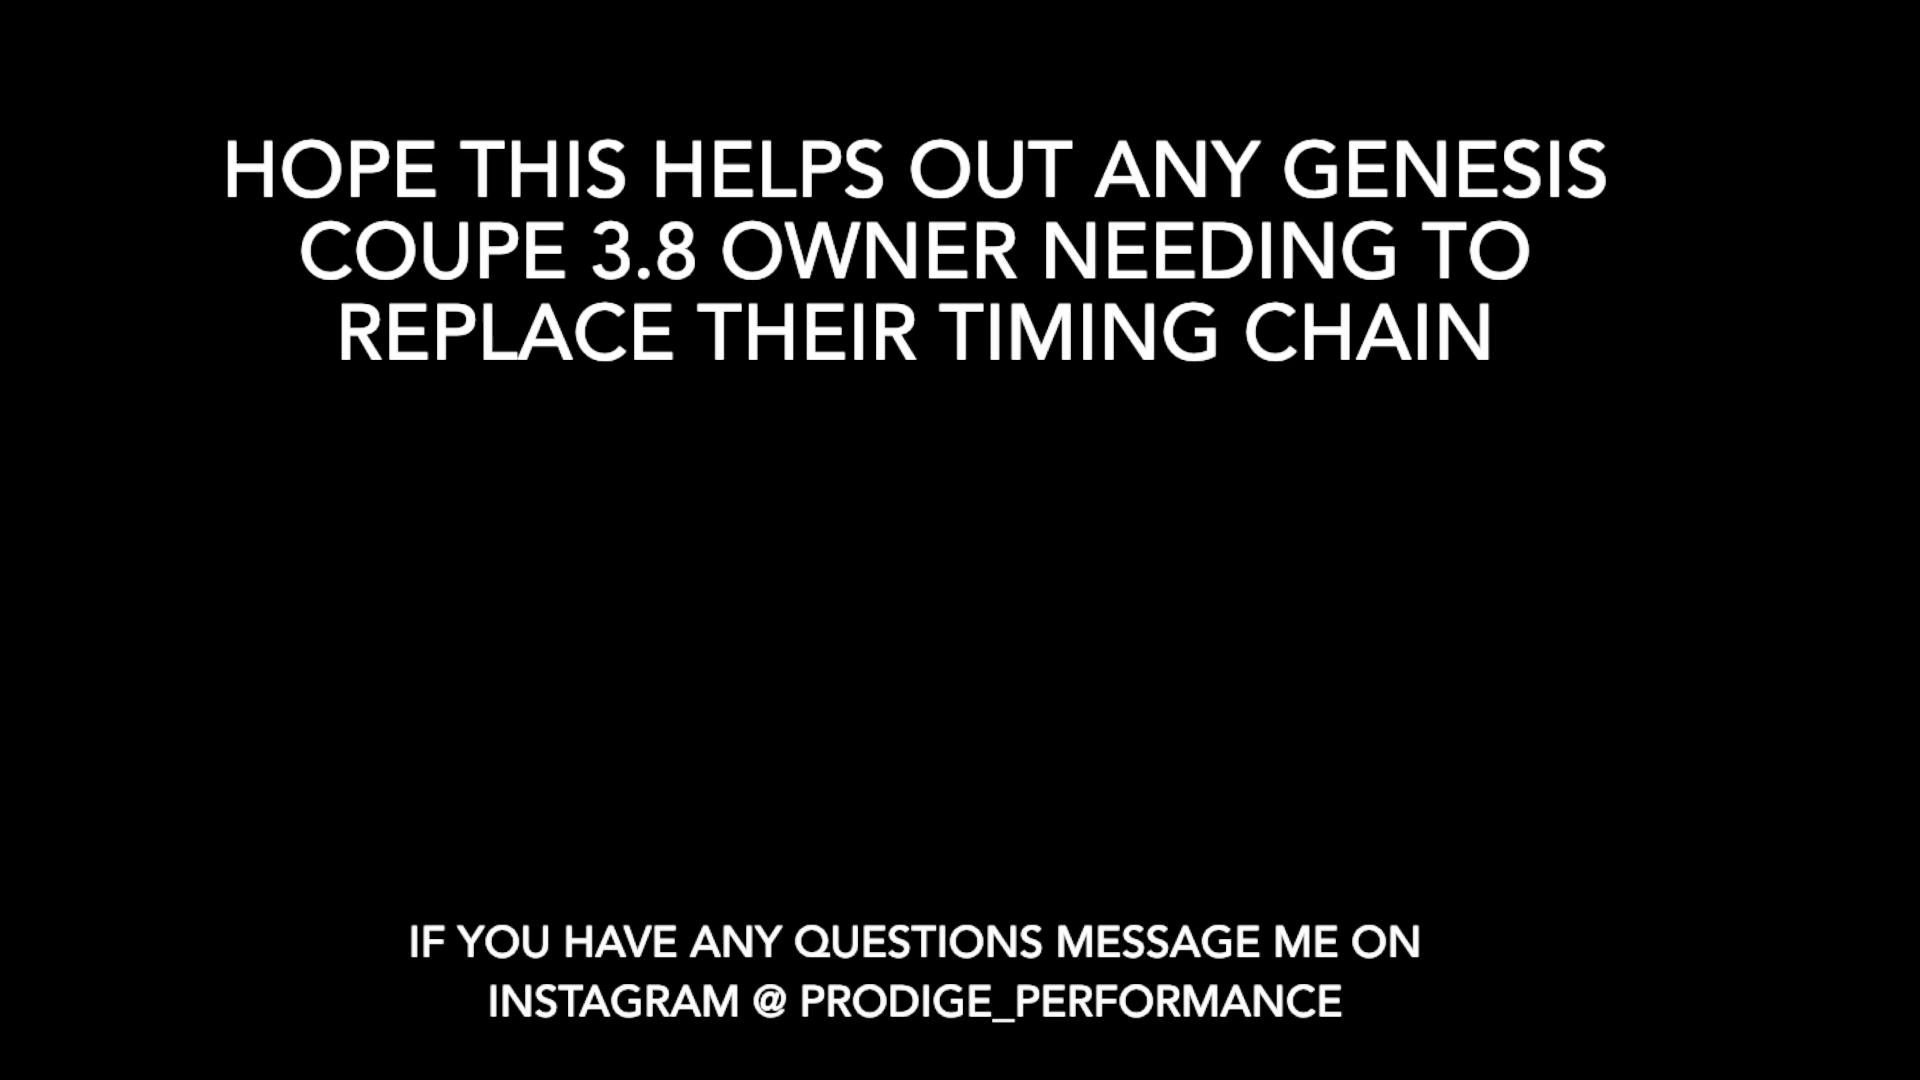 HOPE THIS HELPS OUT ANY GENESIS
COUPE 3.8 OWNER NEEDING TO
REPLACE THEIR TIMING CHAIN
IF YOU HAVE ANY QUESTIONS MESSAGE ME ON
INSTAGRAM @ PRODIGE_PERFORMANCE